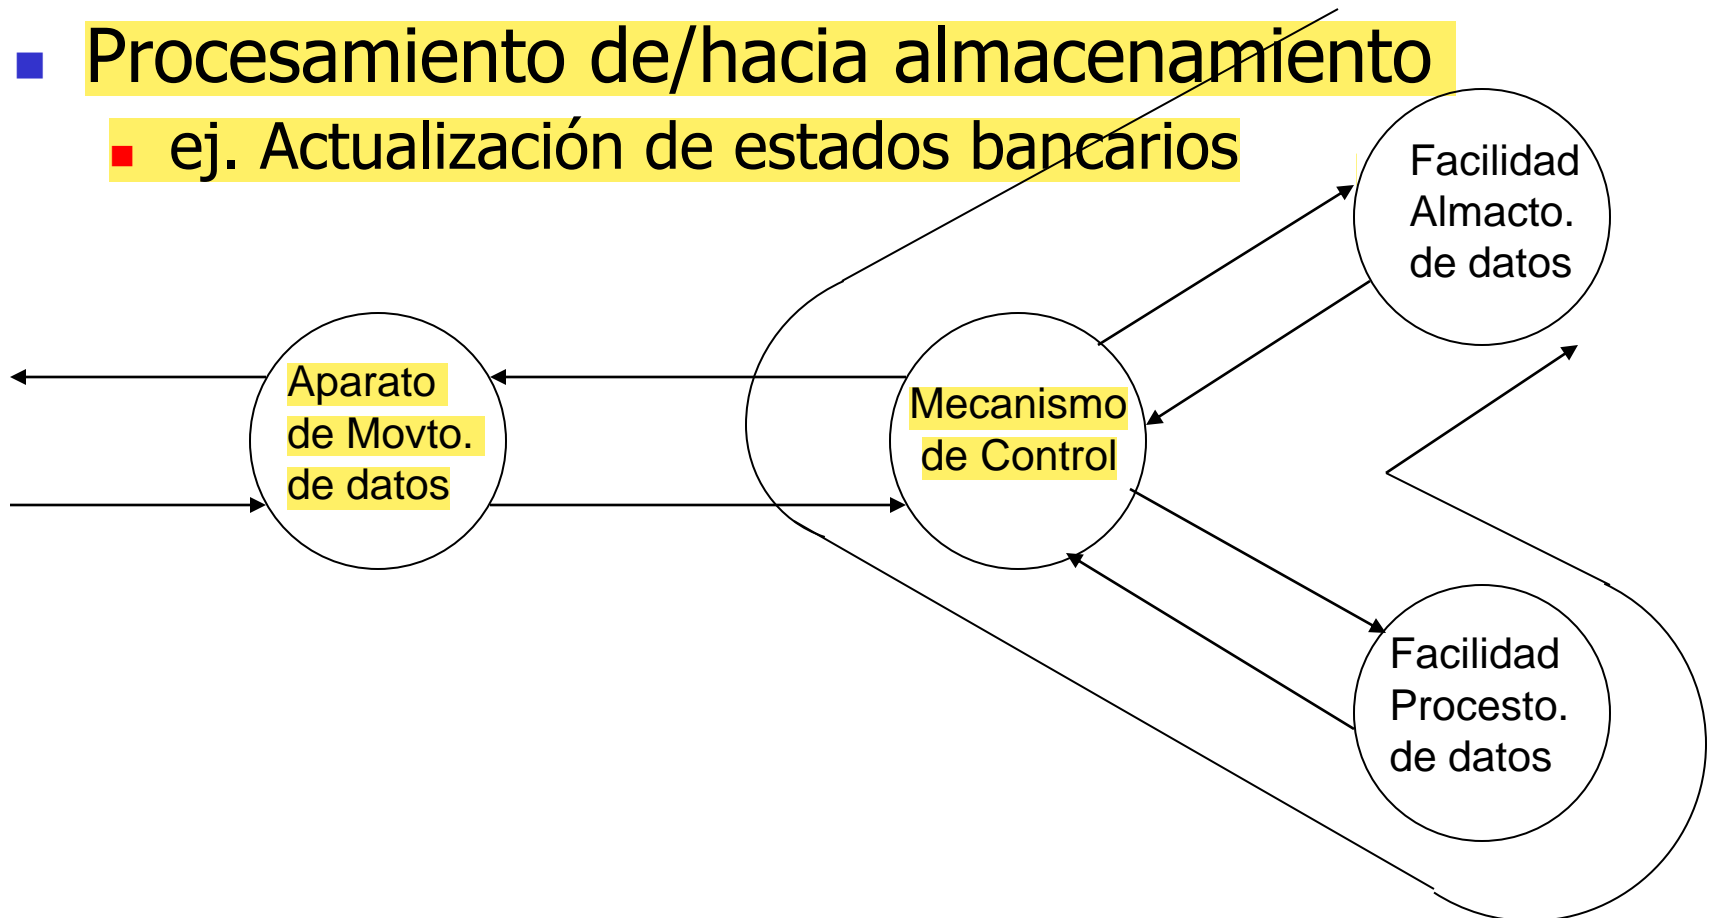 Procesamiento de/hacia almacenamiento
ej. Actualización de estados bancarios
Facilidad
Almacto.
de datos
Aparato
de Movto.
de datos
Mecanismo
de Control
Facilidad
Procesto.
de datos